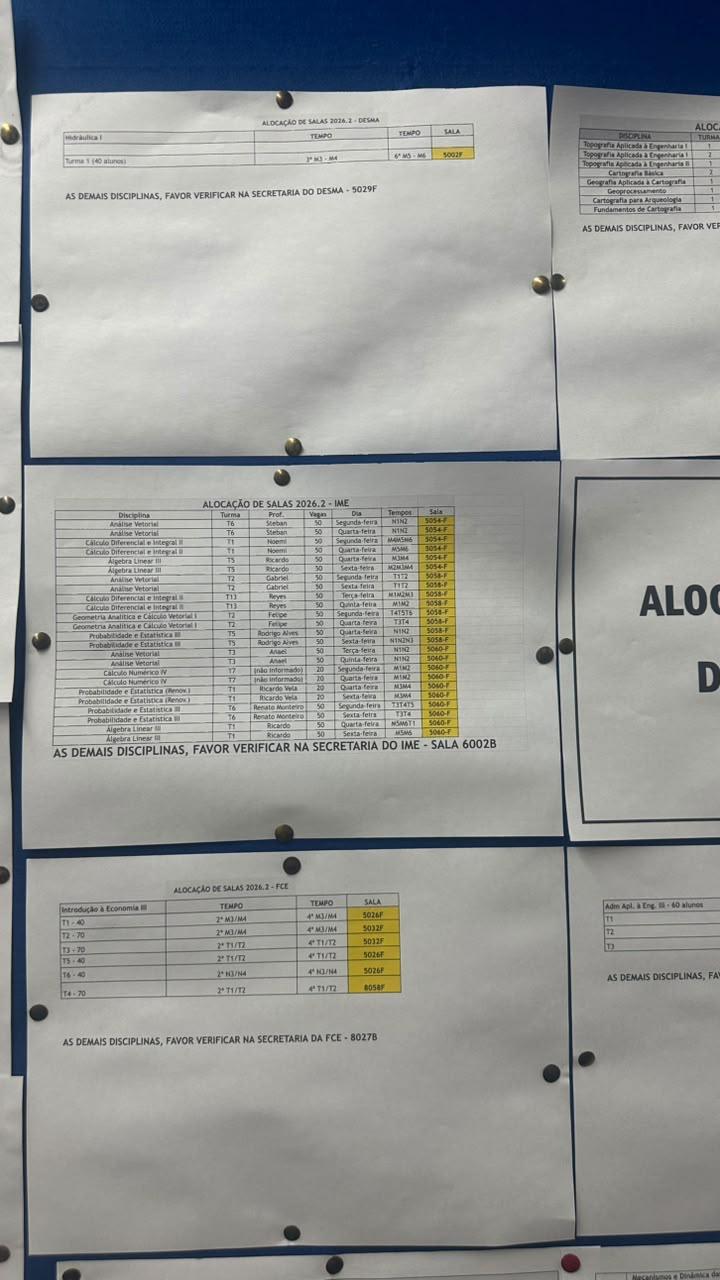 ALOCAÇÃO DE SALAS 2026.2 - DESMA
Hidráulica I TEMPO TEMPO SALA
Turma 1 (40 alunos) 3ª M3 - M4 6ª M5 - M6 5002F
AS DEMAIS DISCIPLINAS, FAVOR VERIFICAR NA SECRETARIA DO DESMA - 5029F
ALOC
DISCIPLINA TURMA
Topografia Aplicada à Engenharia I 1
Topografia Aplicada à Engenharia I 2
Topografia Aplicada à Engenharia II 1
Cartografia Básica 2
Geografia Aplicada à Cartografia 1
Geoprocessamento 1
Cartografia para Arqueologia 1
Fundamentos de Cartografia 1
AS DEMAIS DISCIPLINAS, FAVOR VER
ALOCAÇÃO DE SALAS 2026.2 - IME
Disciplina Turma Prof. Vagas Dia Tempos Sala
Análise Vetorial T6 Steban 50 Segunda-feira N1N2 5054-F
Análise Vetorial T6 Steban 50 Quarta-feira N1N2 5054-F
Cálculo Diferencial e Integral II T1 Noemi 50 Segunda-feira M4M5M6 5054-F
Cálculo Diferencial e Integral II T1 Noemi 50 Quarta-feira M5M6 5054-F
Álgebra Linear III T5 Ricardo 50 Quarta-feira M3M4 5054-F
Álgebra Linear III T5 Ricardo 50 Sexta-feira M2M3M4 5054-F
Análise Vetorial T2 Gabriel 50 Segunda-feira T1T2 5058-F
Análise Vetorial T2 Gabriel 50 Sexta-feira T1T2 5058-F
Cálculo Diferencial e Integral II T13 Reyes 50 Terça-feira M1M2M3 5058-F
Cálculo Diferencial e Integral II T13 Reyes 50 Quinta-feira M1M2 5058-F
Geometria Analítica e Cálculo Vetorial I T2 Felipe 50 Segunda-feira T4T5T6 5058-F
Geometria Analítica e Cálculo Vetorial I T2 Felipe 50 Quarta-feira T3T4 5058-F
Probabilidade e Estatística III T5 Rodrigo Alves 50 Quarta-feira N1N2 5058-F
Probabilidade e Estatística III T5 Rodrigo Alves 50 Sexta-feira N1N2N3 5058-F
Análise Vetorial T3 Anael 50 Terça-feira N1N2 5060-F
Análise Vetorial T3 Anael 50 Quinta-feira N1N2 5060-F
Cálculo Numérico IV T7 (não informado) 20 Segunda-feira M1M2 5060-F
Cálculo Numérico IV T7 (não informado) 20 Quarta-feira M1M2 5060-F
Probabilidade e Estatística (Renov.) T1 Ricardo Vela 20 Quarta-feira M3M4 5060-F
Probabilidade e Estatística (Renov.) T1 Ricardo Vela 20 Sexta-feira M3M4 5060-F
Probabilidade e Estatística III T6 Renato Monteiro 50 Segunda-feira T3T4T5 5060-F
Probabilidade e Estatística III T6 Renato Monteiro 50 Sexta-feira T3T4 5060-F
Álgebra Linear III T1 Ricardo 50 Quarta-feira M5M6T1 5060-F
Álgebra Linear III T1 Ricardo 50 Sexta-feira M5M6 5060-F
AS DEMAIS DISCIPLINAS, FAVOR VERIFICAR NA SECRETARIA DO IME - SALA 6002B
ALOC
D
ALOCAÇÃO DE SALAS 2026.2 - FCE
Introdução à Economia III TEMPO TEMPO SALA
T1 - 40 2ª M3/M4 4ª M3/M4 5026F
T2 - 70 2ª M3/M4 4ª M3/M4 5032F
T3 - 70 2ª T1/T2 4ª T1/T2 5032F
T5 - 40 2ª T1/T2 4ª T1/T2 5026F
T6 - 40 2ª N3/N4 4ª N3/N4 5026F
T4 - 70 2ª T1/T2 4ª T1/T2 8058F
AS DEMAIS DISCIPLINAS, FAVOR VERIFICAR NA SECRETARIA DA FCE - 8027B
Adm Apl. à Eng. III - 60 alunos
T1
T2
T3
AS DEMAIS DISCIPLINAS, FA
Mecanismos e Dinâmica das